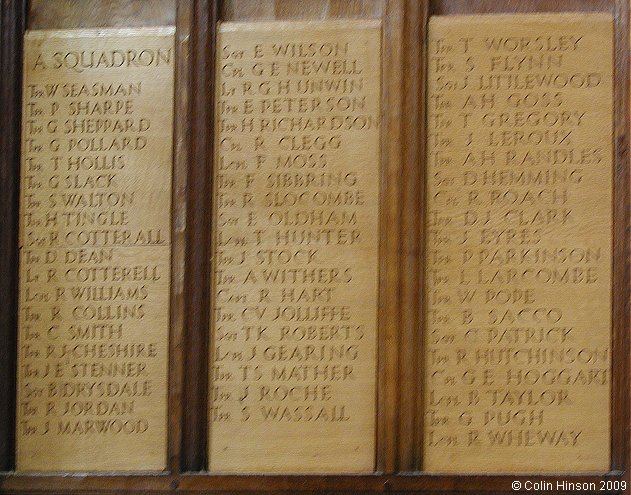 A SQUADRON
Tpr W SEASMAN
Tpr P SHARPE
Tpr G SHEPPARD
Tpr G POLLARD
Tpr T HOLLIS
Tpr G SLACK
Tpr S WALTON
Tpr H TINGLE
Sgt R COTTERALL
Tpr D DEAN
Lt R COTTERELL
LCpl R WILLIAMS
Tpr R COLLINS
Tpr C SMITH
Tpr R J CHESHIRE
Tpr J E STENNER
Sgt B DRYSDALE
Tpr R JORDAN
Tpr J MARWOOD
Sgt E WILSON
Cpl G E NEWELL
Lt R G H UNWIN
Tpr E PETERSON
Tpr H RICHARDSON
Cpl R CLEGG
LCpl F MOSS
Tpr F SIBBRING
Tpr R SLOCOMBE
Sgt E OLDHAM
LCpl T HUNTER
Tpr J STOCK
Tpr A WITHERS
Capt R HART
Tpr C V JOLLIFFE
Sgt T K ROBERTS
LCpl J GEARING
Tpr T S MATHER
Tpr J ROCHE
Tpr S WASSALL
Tpr T WORSLEY
Tpr S FLYNN
Sgt J LITTLEWOOD
Tpr A H GOSS
Tpr T GREGORY
Tpr J LEROUX
Tpr A H RANDLES
Sgt D HEMMING
Cpl R ROACH
Tpr D J CLARK
Tpr J EYRES
Tpr P PARKINSON
Tpr L LARCOMBE
Tpr W POPE
Tpr B SACCO
Sgt C PATRICK
Tpr R HUTCHINSON
Cpl G E HOGGART
LCpl B TAYLOR
Tpr G PUGH
LCpl R WHEWAY
© Colin Hinson 2009